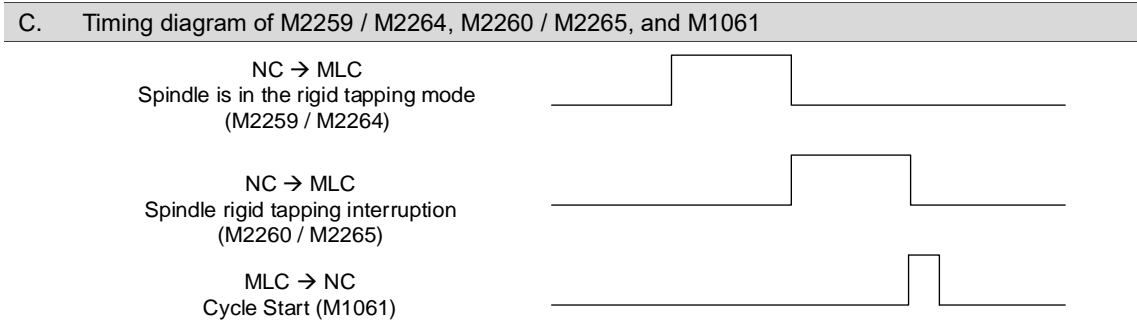 C. Timing diagram of M2259 / M2264, M2260 / M2265, and M1061
NC → MLC
Spindle is in the rigid tapping mode
(M2259 / M2264)
NC → MLC
Spindle rigid tapping interruption
(M2260 / M2265)
MLC → NC
Cycle Start (M1061)